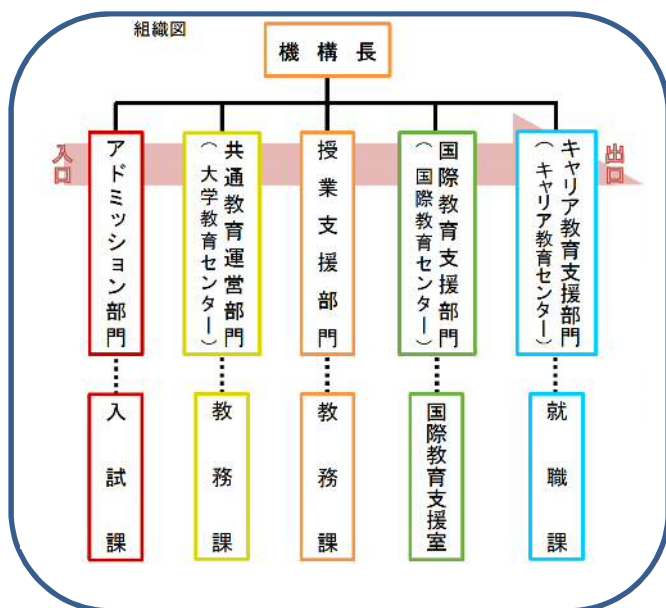 組織図
機構長
入口
アドミッション部門
共通教育運営部門
（大学教育センター）
授業支援部門
国際教育支援部門
（国際教育センター）
キャリア教育支援部門
（キャリア教育センター）
出口
入試課
教務課
教務課
国際教育支援室
就職課